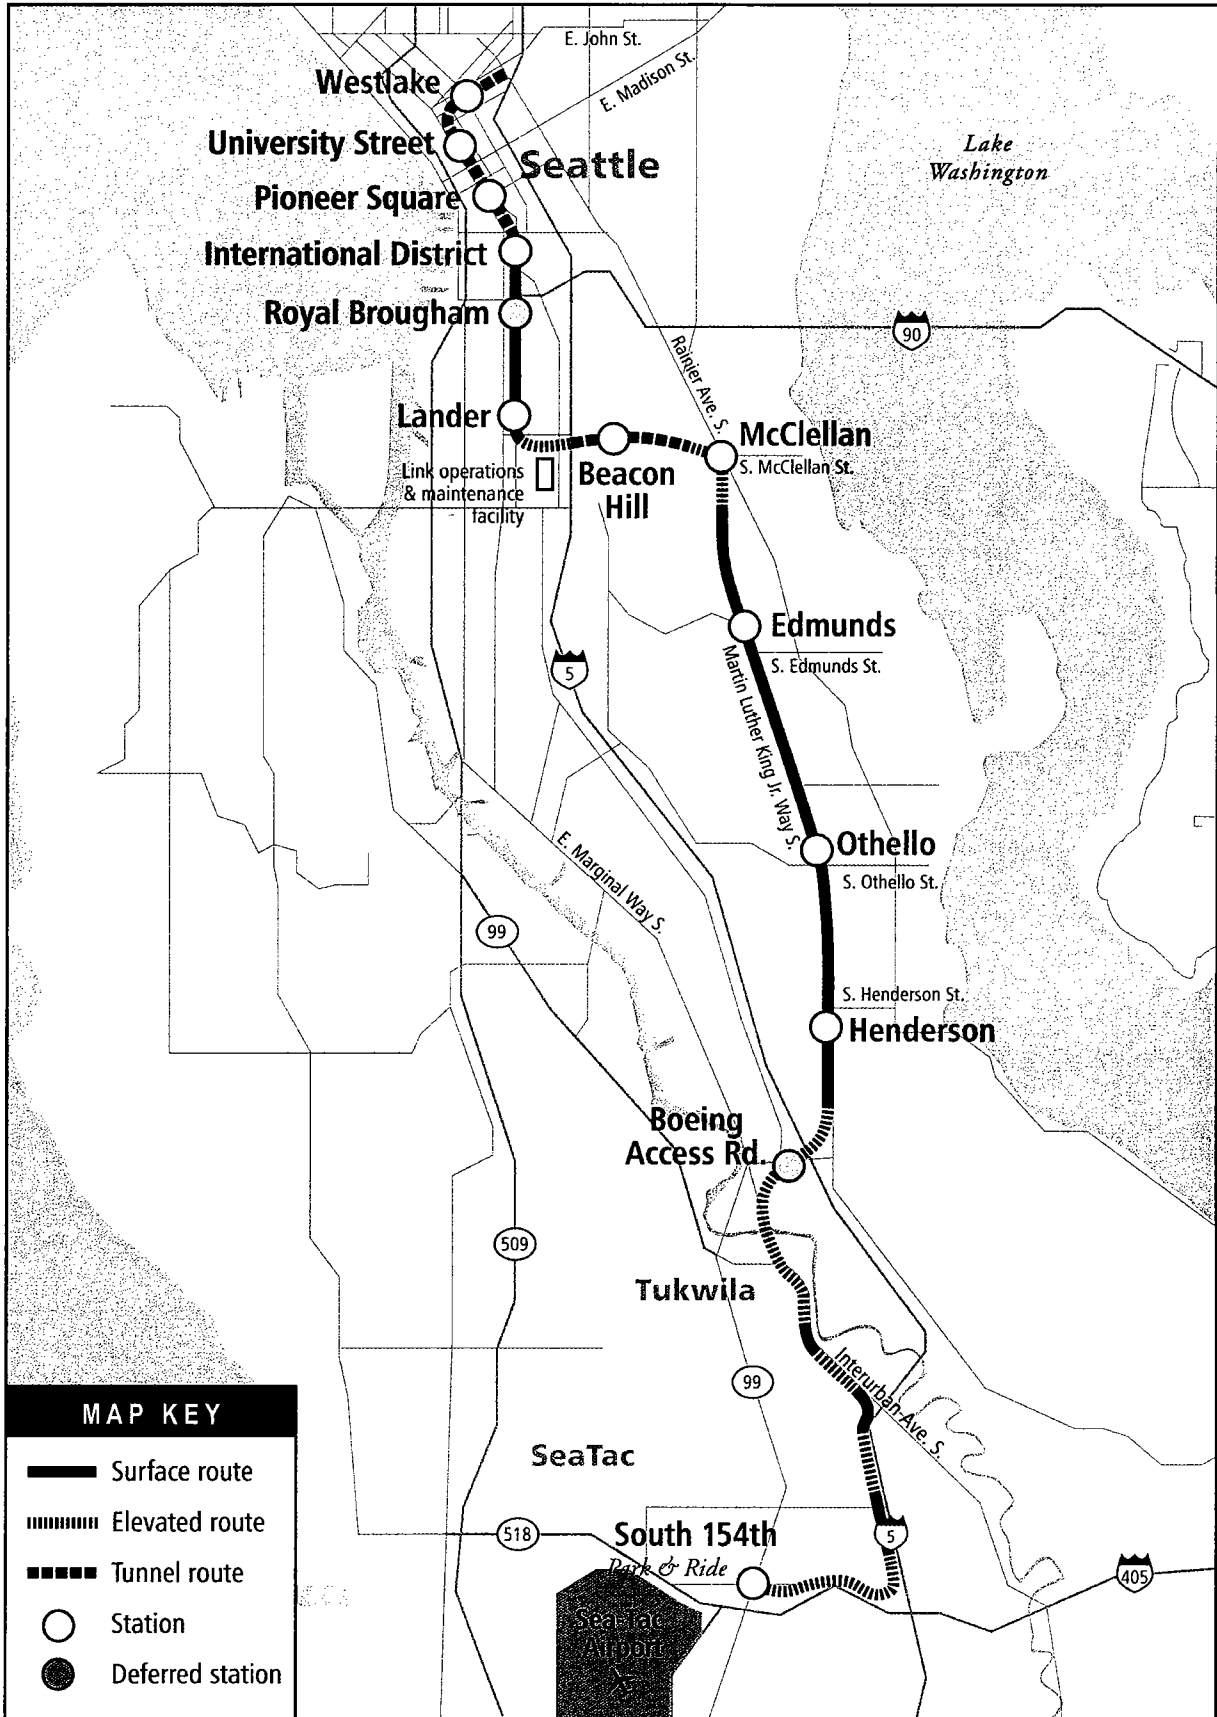 E. John St.
Westlake
E. Madison St.
University Street
Seattle
Lake
Washington
Pioneer Square
International District
Royal Brougham
90
Rainier Ave. S.
Lander
McClellan
S. McClellan St.
Link operations
& maintenance
facility
Beacon
Hill
Edmunds
S. Edmunds St.
5
Martin Luther King Jr. Way S.
Othello
S. Othello St.
E. Marginal Way S.
99
S. Henderson St.
Henderson
Boeing
Access Rd.
509
Tukwila
Interurban Ave. S.
99
SeaTac
518
South 154th
Park & Ride
5
405
Sea-Tac
Airport
MAP KEY
Surface route
Elevated route
Tunnel route
Station
Deferred station